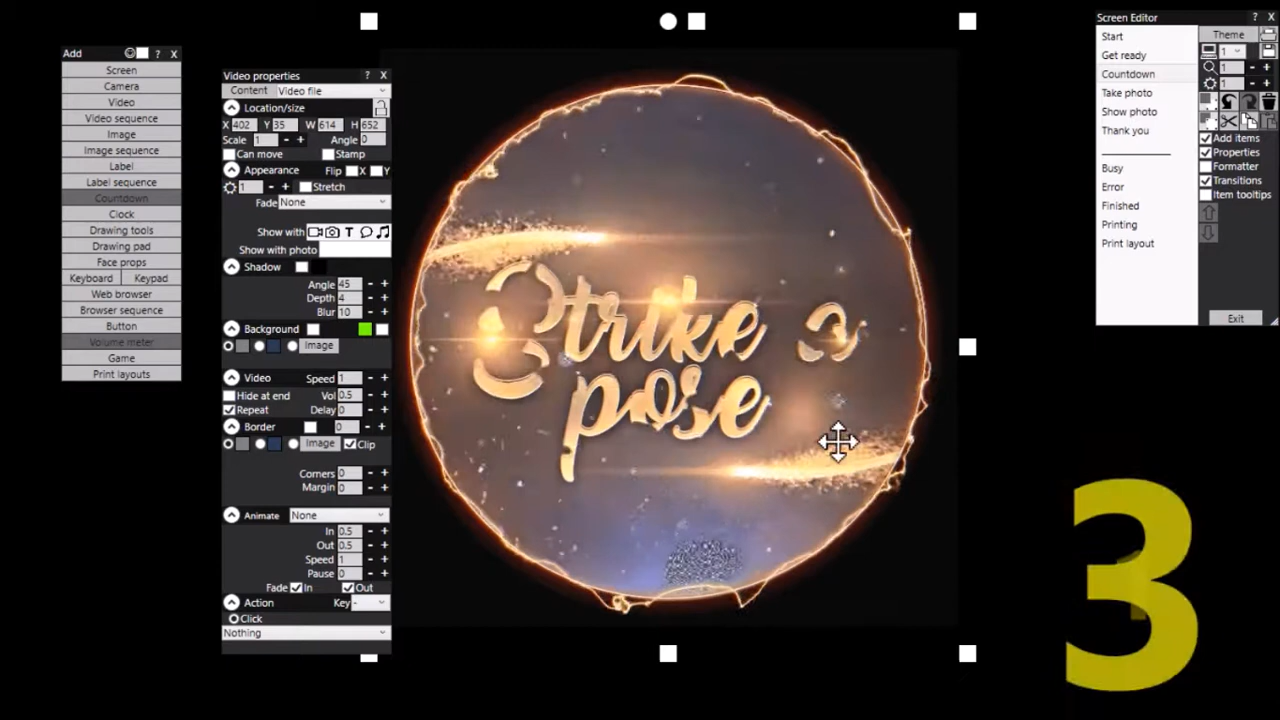 Add ? X
Screen
Camera
Video
Video sequence
Image
Image sequence
Label
Label sequence
Countdown
Clock
Drawing tools
Drawing pad
Face props
Keyboard Keypad
Web browser
Browser sequence
Button
Volume meter
Game
Print layouts
Video properties ? X
Content Video file
Location/size
X 402 Y 35 W 614 H 652
Scale 1 - + Angle 0
Can move Stamp
Appearance Flip X Y
1 - + Stretch
Fade None
Show with T
Show with photo
Shadow
Angle 45 - +
Depth 4 - +
Blur 10 - +
Background
Image
Video Speed 1 - +
Hide at end Vol 0.5 - +
Repeat Delay 0 - +
Border 0 - +
Image Clip
Corners 0 - +
Margin 0 - +
Animate None
In 0.5 - +
Out 0.5 - +
Speed 1 - +
Pause 0 - +
Fade In Out
Action Key -
Click
Nothing
Strike a
pose
3
Screen Editor ? X
Start
Get ready
Countdown
Take photo
Show photo
Thank you
Busy
Error
Finished
Printing
Print layout
Theme
1
1 - +
1 - +
Add items
Properties
Formatter
Transitions
Item tooltips
Exit